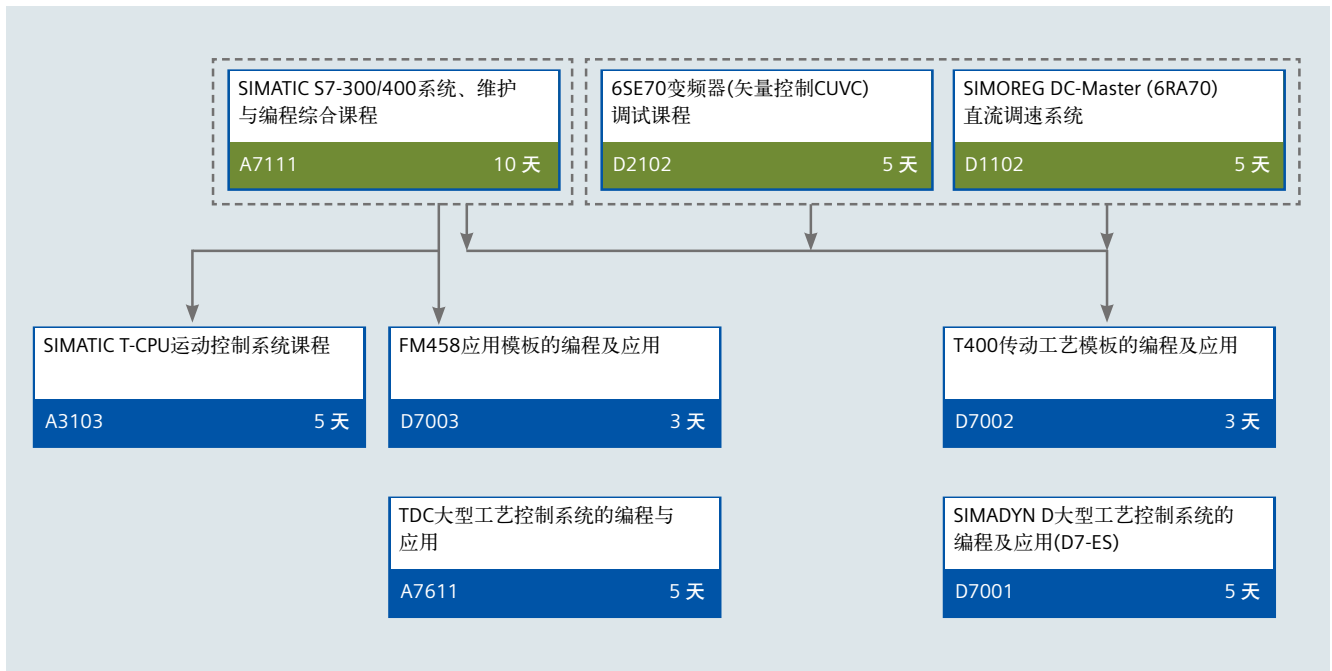 SIMATIC S7-300/400系统、维护
与编程综合课程
A7111 10 天
6SE70变频器(矢量控制CUVC)
调试课程
D2102 5 天
SIMOREG DC-Master (6RA70)
直流调速系统
D1102 5 天
SIMATIC T-CPU运动控制系统课程
A3103 5 天
FM458应用模板的编程及应用
D7003 3 天
T400传动工艺模板的编程及应用
D7002 3 天
TDC大型工艺控制系统的编程与
应用
A7611 5 天
SIMADYN D大型工艺控制系统的
编程及应用(D7-ES)
D7001 5 天